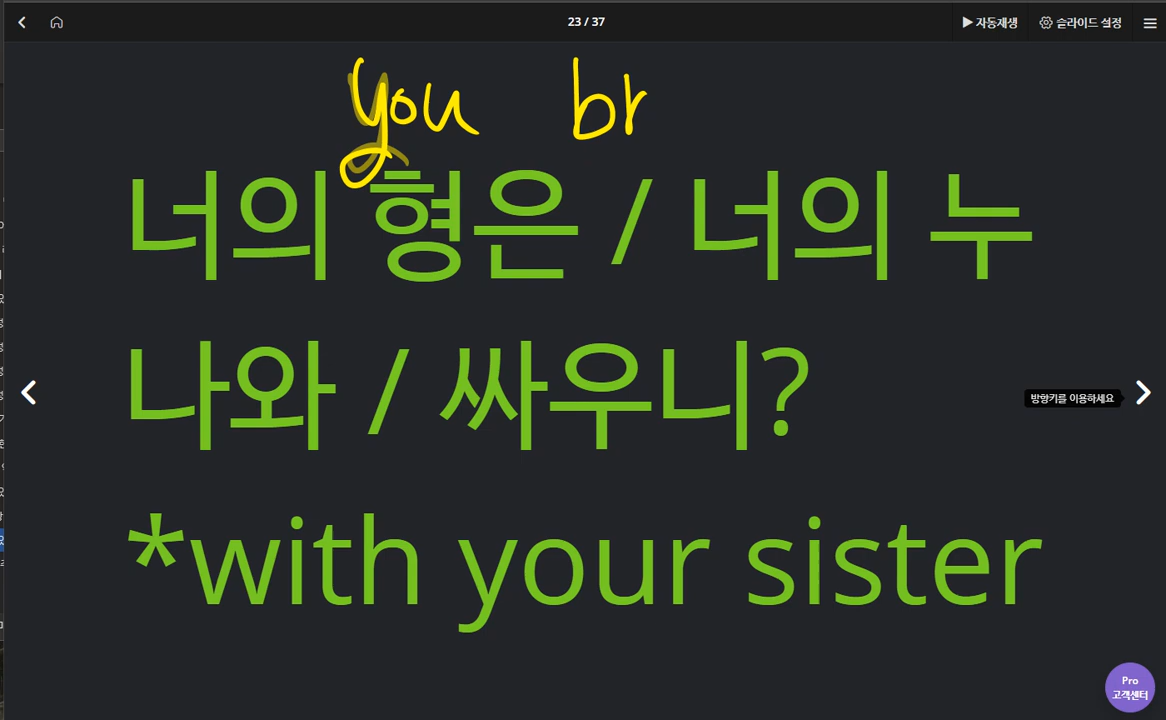 23 / 37
▶ 자동재생
슬라이드 설정
you br
너의 형은 / 너의 누
나와 / 싸우니?
방향키를 이용하세요
*with your sister
Pro
고객센터